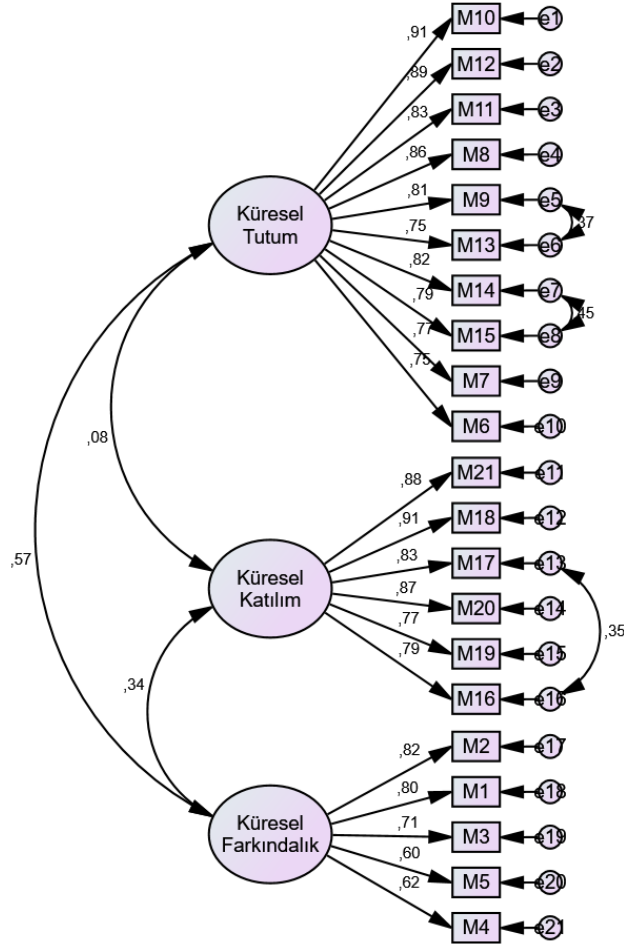 ,91 M10 e1
,89 M12 e2
,83 M11 e3
,86 M8 e4
,81 M9 e5
,37
,75 M13 e6
,82 M14 e7
,45
,79 M15 e8
,77 M7 e9
,75 M6 e10
Küresel
Tutum
,08
,57
,88 M21 e11
,91 M18 e12
,83 M17 e13
,87 M20 e14
,77 M19 e15
,79 M16 e16
,35
Küresel
Katılım
,34
,82 M2 e17
,80 M1 e18
,71 M3 e19
,60 M5 e20
,62 M4 e21
Küresel
Farkındalık